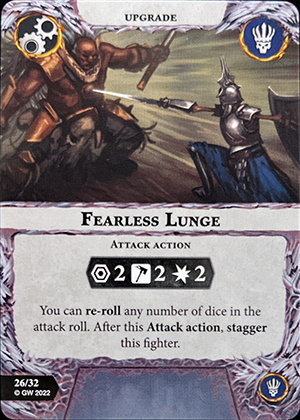 UPGRADE
FEARLESS LUNGE
ATTACK ACTION
2 2 2
You can re-roll any number of dice in the
attack roll. After this Attack action, stagger
this fighter.
26/32
© GW 2022